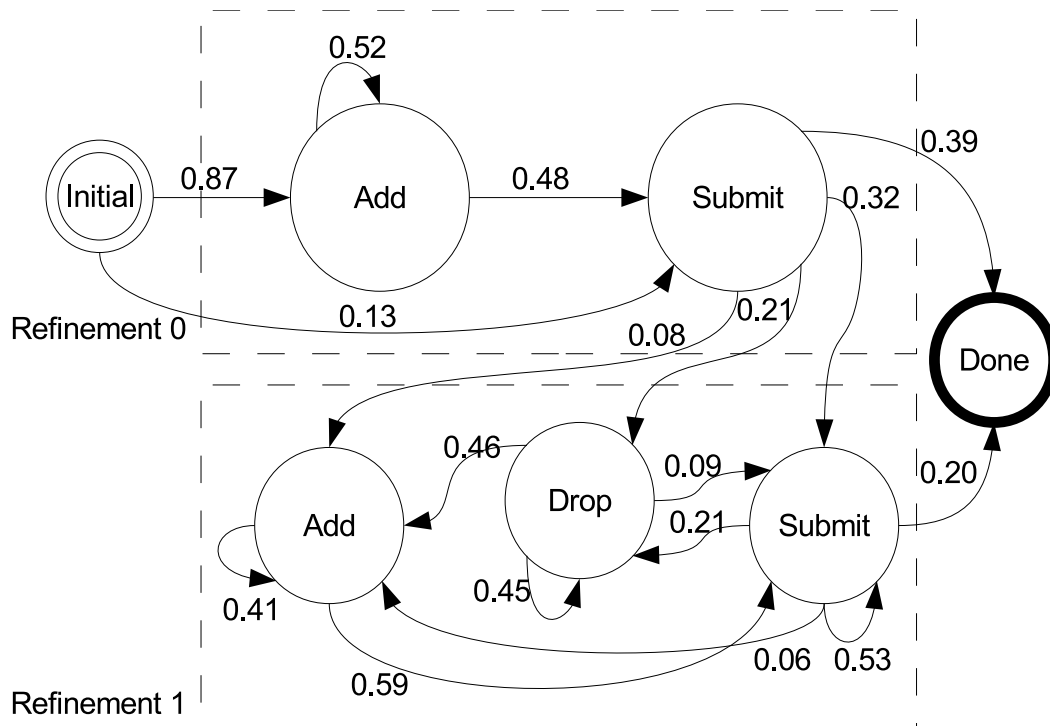 0.52
0.39
0.87
0.48
0.32
Initial
Add
Submit
0.13
0.21
Refinement 0
0.08
Done
0.46
0.09
0.20
Drop
Add
0.21
Submit
0.45
0.41
0.59
0.06
0.53
Refinement 1